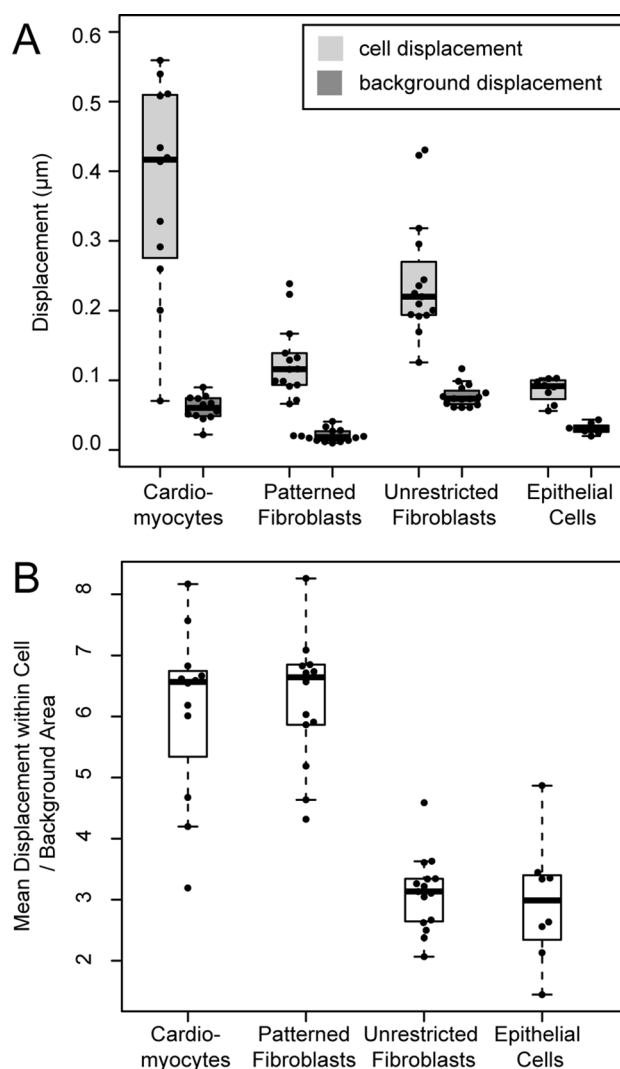 A
cell displacement
background displacement
Displacement (µm)
0.6
0.5
0.4
0.3
0.2
0.1
0.0
Cardio-
myocytes
Patterned
Fibroblasts
Unrestricted
Fibroblasts
Epithelial
Cells
B
Mean Displacement within Cell
/ Background Area
8
7
6
5
4
3
2
Cardio-
myocytes
Patterned
Fibroblasts
Unrestricted
Fibroblasts
Epithelial
Cells